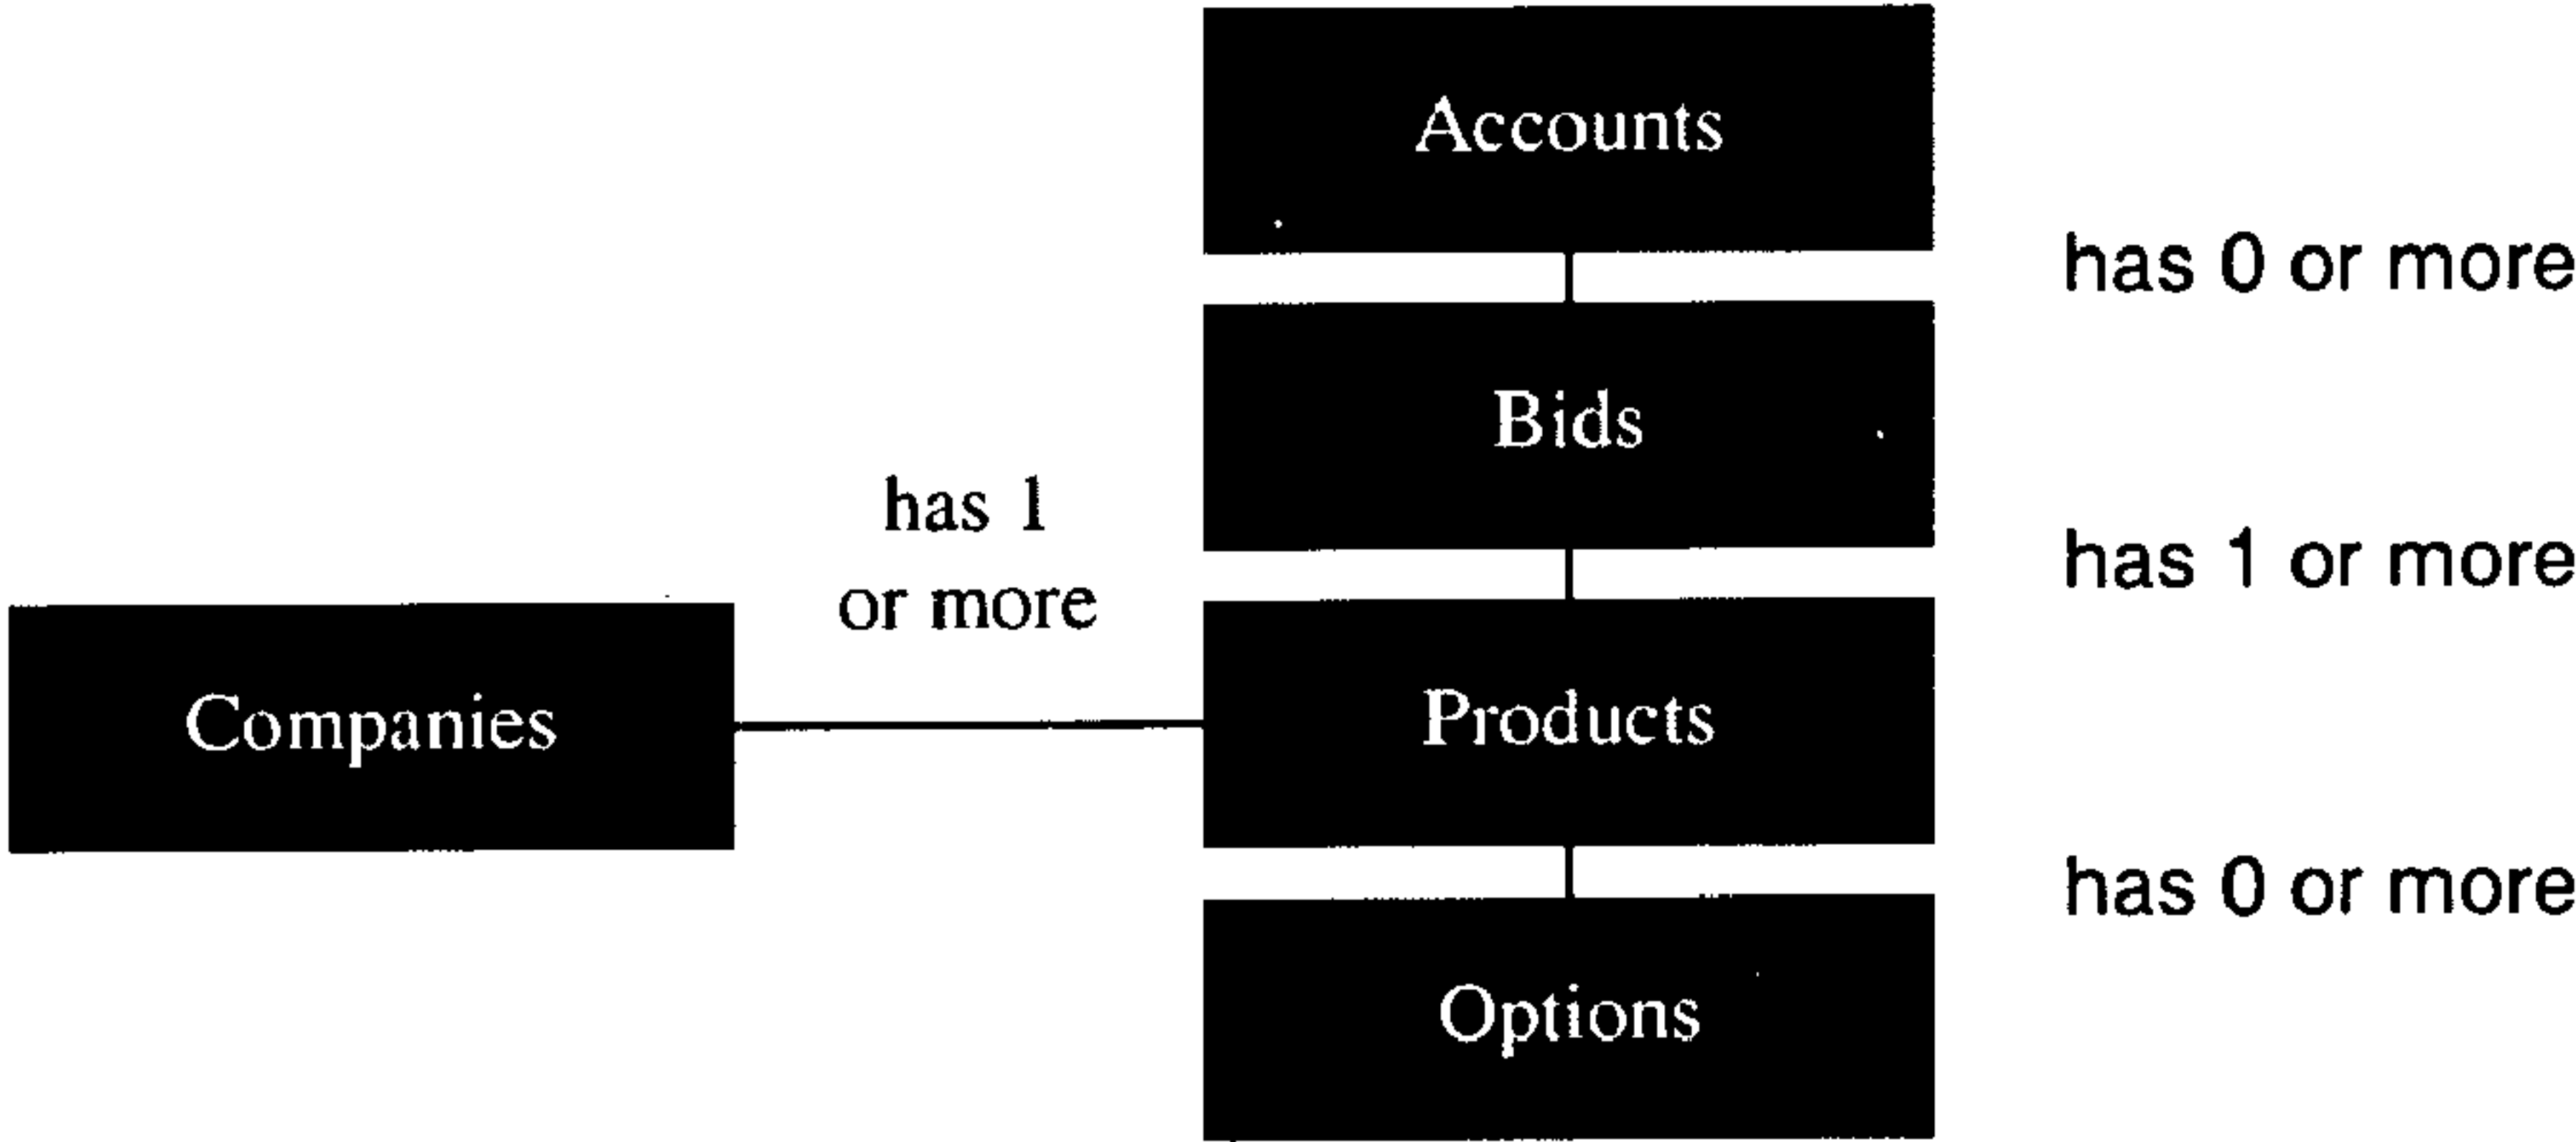 Accounts
has 0 or more
Bids
has 1
or more
has 1 or more
Companies
Products
has 0 or more
Options